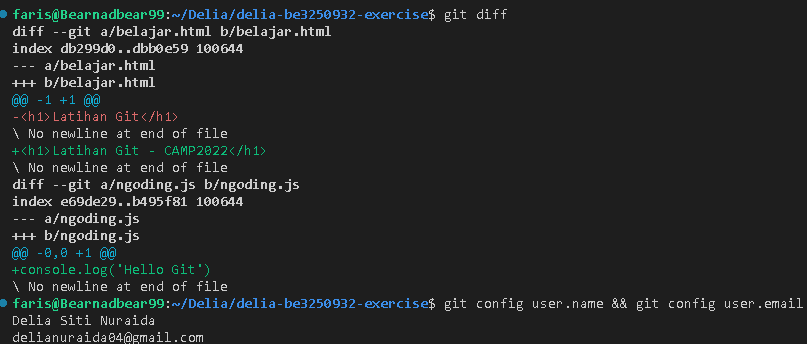 faris@Bearnadbear99:~/Delia/delia-be3250932-exercise$ git diff
diff --git a/belajar.html b/belajar.html
index db299d0..dbb0e59 100644
--- a/belajar.html
+++ b/belajar.html
@@ -1 +1 @@
-<h1>Latihan Git</h1>
\ No newline at end of file
+<h1>Latihan Git - CAMP2022</h1>
\ No newline at end of file
diff --git a/ngoding.js b/ngoding.js
index e69de29..b495f81 100644
--- a/ngoding.js
+++ b/ngoding.js
@@ -0,0 +1 @@
+console.log('Hello Git')
\ No newline at end of file
faris@Bearnadbear99:~/Delia/delia-be3250932-exercise$ git config user.name && git config user.email
Delia Siti Nuraida
delianuraida04@gmail.com